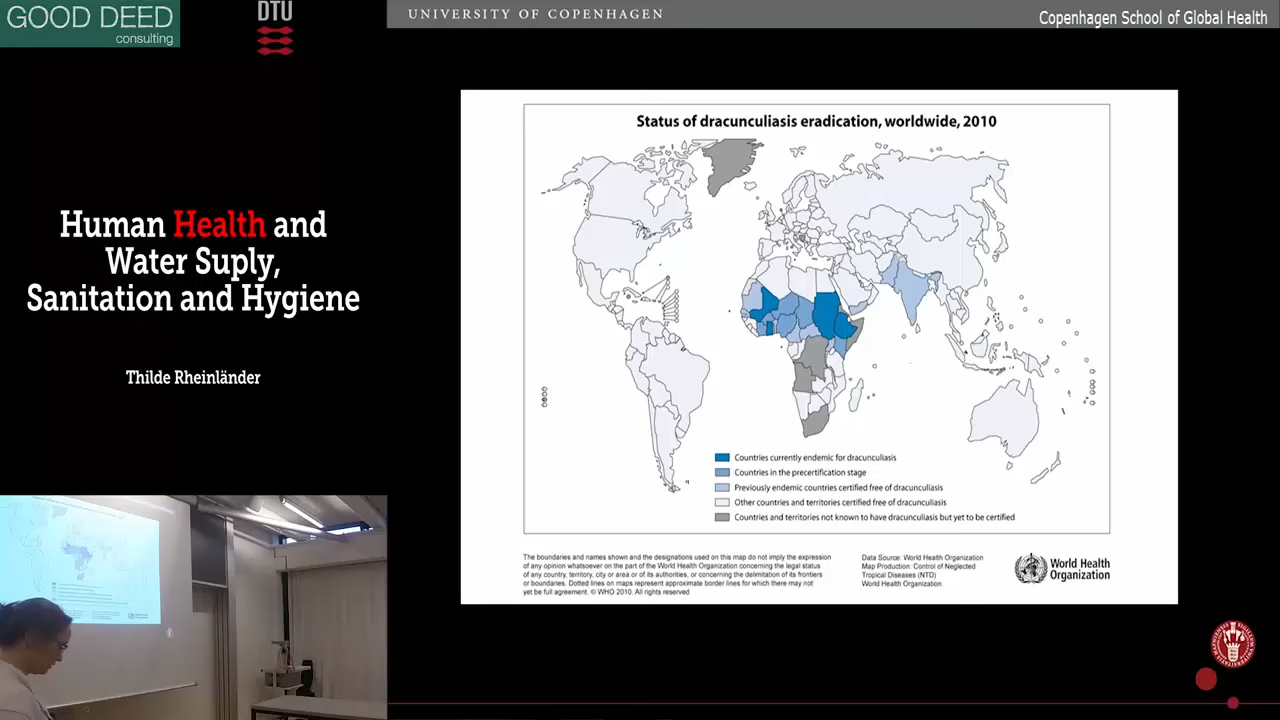 GOOD DEED
consulting
DTU
UNIVERSITY OF COPENHAGEN
Copenhagen School of Global Health
Human Health and
Water Suply,
Sanitation and Hygiene
Thilde Rheinländer
Status of dracunculiasis eradication, worldwide, 2010
Countries currently endemic for dracunculiasis
Countries in the precertification stage
Previously endemic countries certified free of dracunculiasis
Other countries and territories certified free of dracunculiasis
Countries and territories not known to have dracunculiasis but yet to be certified
The boundaries and names shown and the designations used on this map do not imply the expression
of any opinion whatsoever on the part of the World Health Organization concerning the legal status
of any country, territory, city or area or of its authorities, or concerning the delimitation of its frontiers
or boundaries. Dotted lines on maps represent approximate border lines for which there may not
yet be full agreement. © WHO 2010. All rights reserved
Data Source: World Health Organization
Map Production: Control of Neglected
Tropical Diseases (NTD)
World Health Organization
World Health
Organization